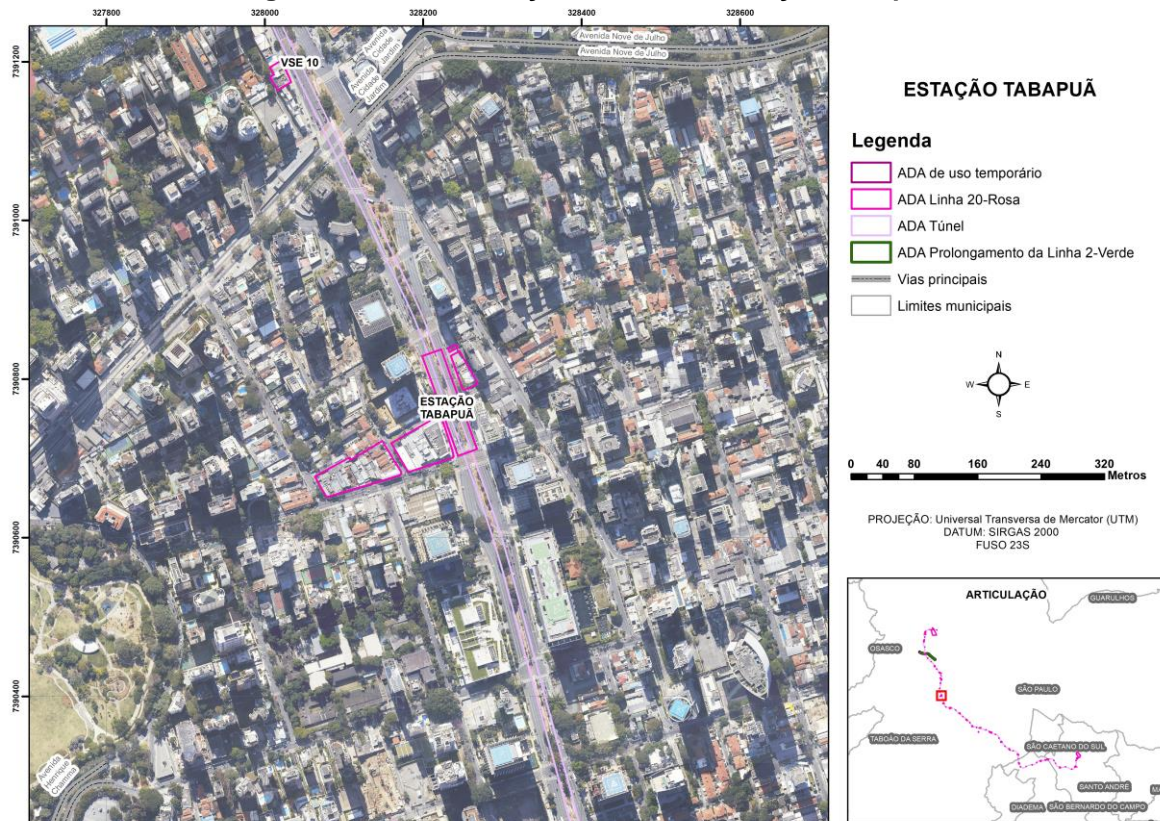 327800
328000
328200
328400
328600
7391200
7391000
7390800
7390600
7390400
VSE 10
Avenida
Cidade
Jardim
Avenida
Cidade
Jardim
Avenida Nove de Julho
Avenida Nove de Julho
ESTAÇÃO
TABAPUÃ
Avenida
Henrique
Chamma
ESTAÇÃO TABAPUÃ
Legenda
ADA de uso temporário
ADA Linha 20-Rosa
ADA Túnel
ADA Prolongamento da Linha 2-Verde
Vias principais
Limites municipais
N
W
E
S
0 40 80 160 240 320
Metros
PROJEÇÃO: Universal Transversa de Mercator (UTM)
DATUM: SIRGAS 2000
FUSO 23S
ARTICULAÇÃO
GUARULHOS
OSASCO
SÃO PAULO
TABOÃO DA SERRA
SÃO CAETANO DO SUL
SANTO ANDRÉ
DIADEMA
SÃO BERNARDO DO CAMPO